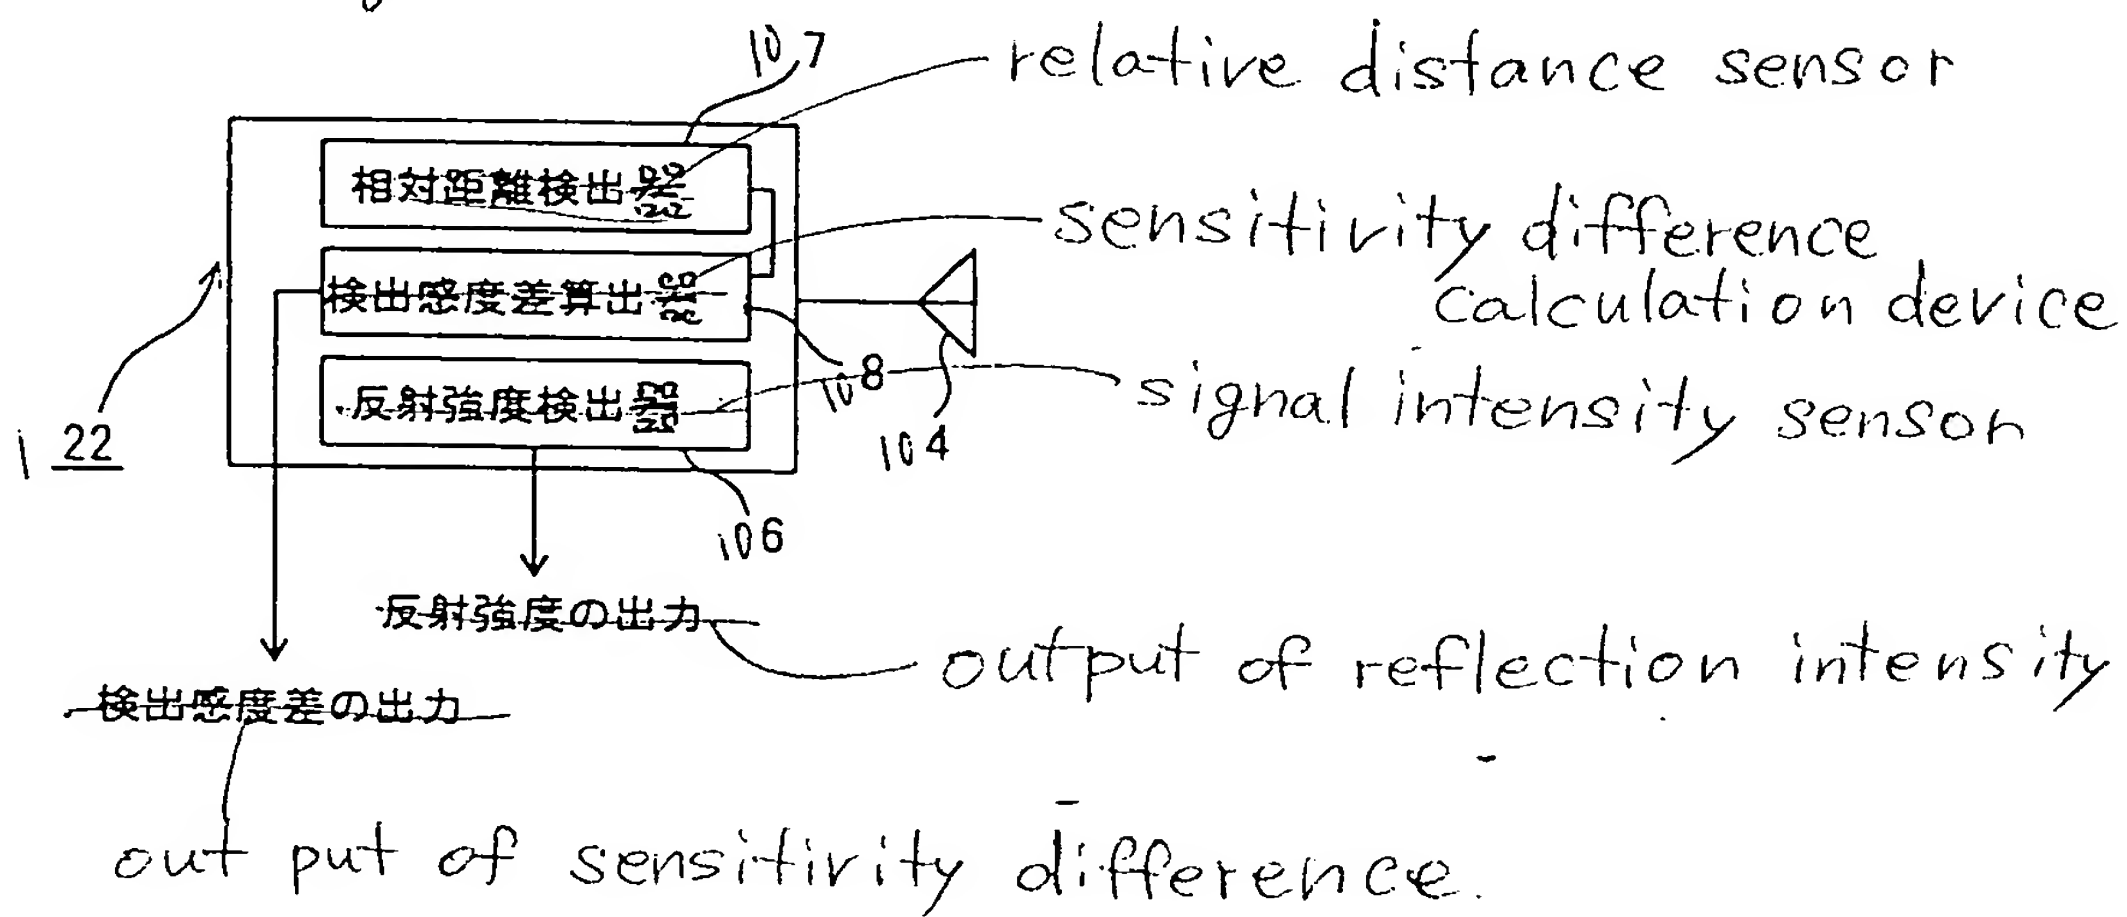 107
relative distance sensor
相対距離検出器
sensitivity difference
calculation device
検出感度差算出器
108
反射強度検出器
signal intensity sensor
104
122
106
反射強度の出力
output of reflection intensity
検出感度差の出力
out put of sensitivity difference.